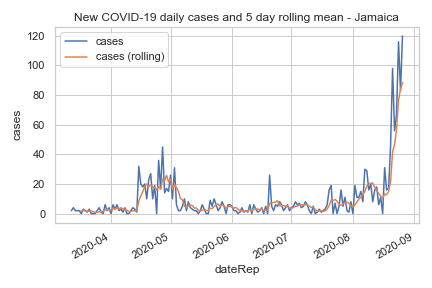 New COVID-19 daily cases and 5 day rolling mean - Jamaica
cases
cases (rolling)
120
100
80
60
40
20
0
cases
2020-04
2020-05
2020-06
2020-07
2020-08
2020-09
dateRep